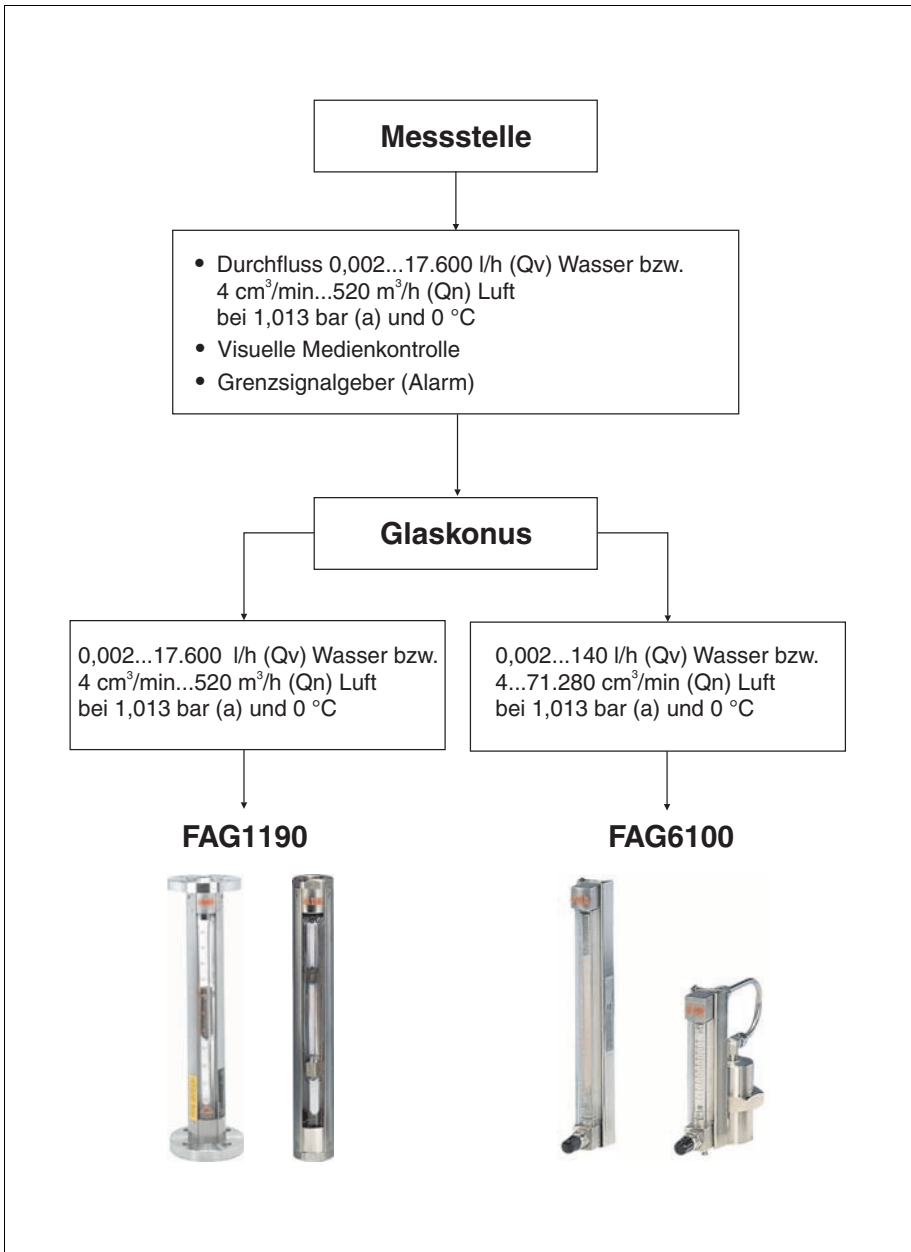 Messstelle
• Durchfluss 0,002...17.600 l/h (Qv) Wasser bzw.
4 cm³/min...520 m³/h (Qn) Luft
bei 1,013 bar (a) und 0 °C
• Visuelle Medienkontrolle
• Grenzsignalgeber (Alarm)
Glaskonus
0,002...17.600 l/h (Qv) Wasser bzw.
4 cm³/min...520 m³/h (Qn) Luft
bei 1,013 bar (a) und 0 °C
0,002...140 l/h (Qv) Wasser bzw.
4...71.280 cm³/min (Qn) Luft
bei 1,013 bar (a) und 0 °C
FAG1190
FAG6100